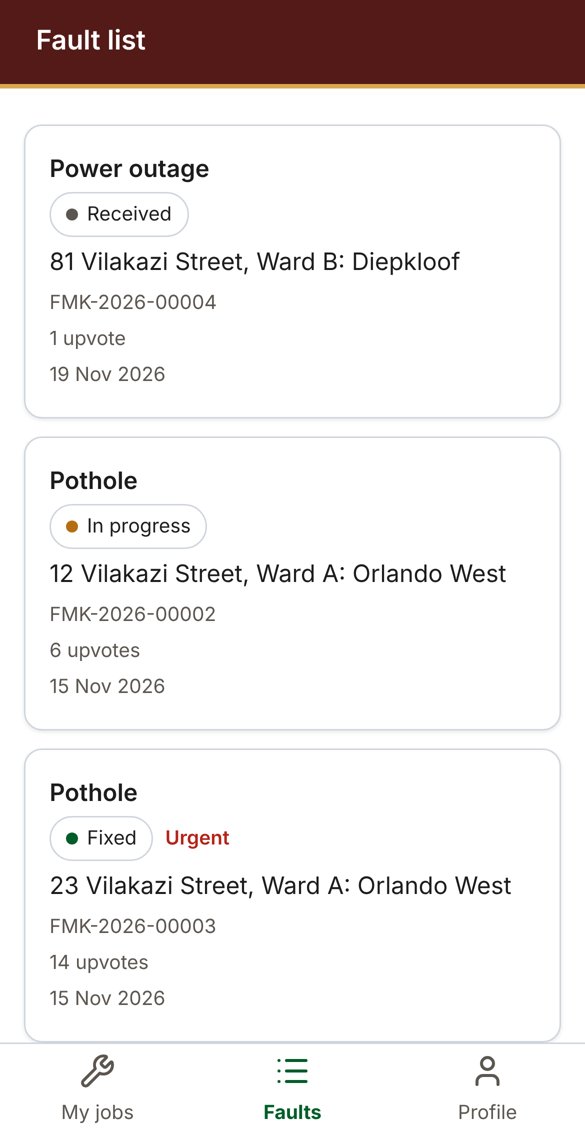 Fault list
Power outage
Received
81 Vilakazi Street, Ward B: Diepkloof
FMK-2026-00004
1 upvote
19 Nov 2026
Pothole
In progress
12 Vilakazi Street, Ward A: Orlando West
FMK-2026-00002
6 upvotes
15 Nov 2026
Pothole
Fixed Urgent
23 Vilakazi Street, Ward A: Orlando West
FMK-2026-00003
14 upvotes
15 Nov 2026
My jobs Faults Profile